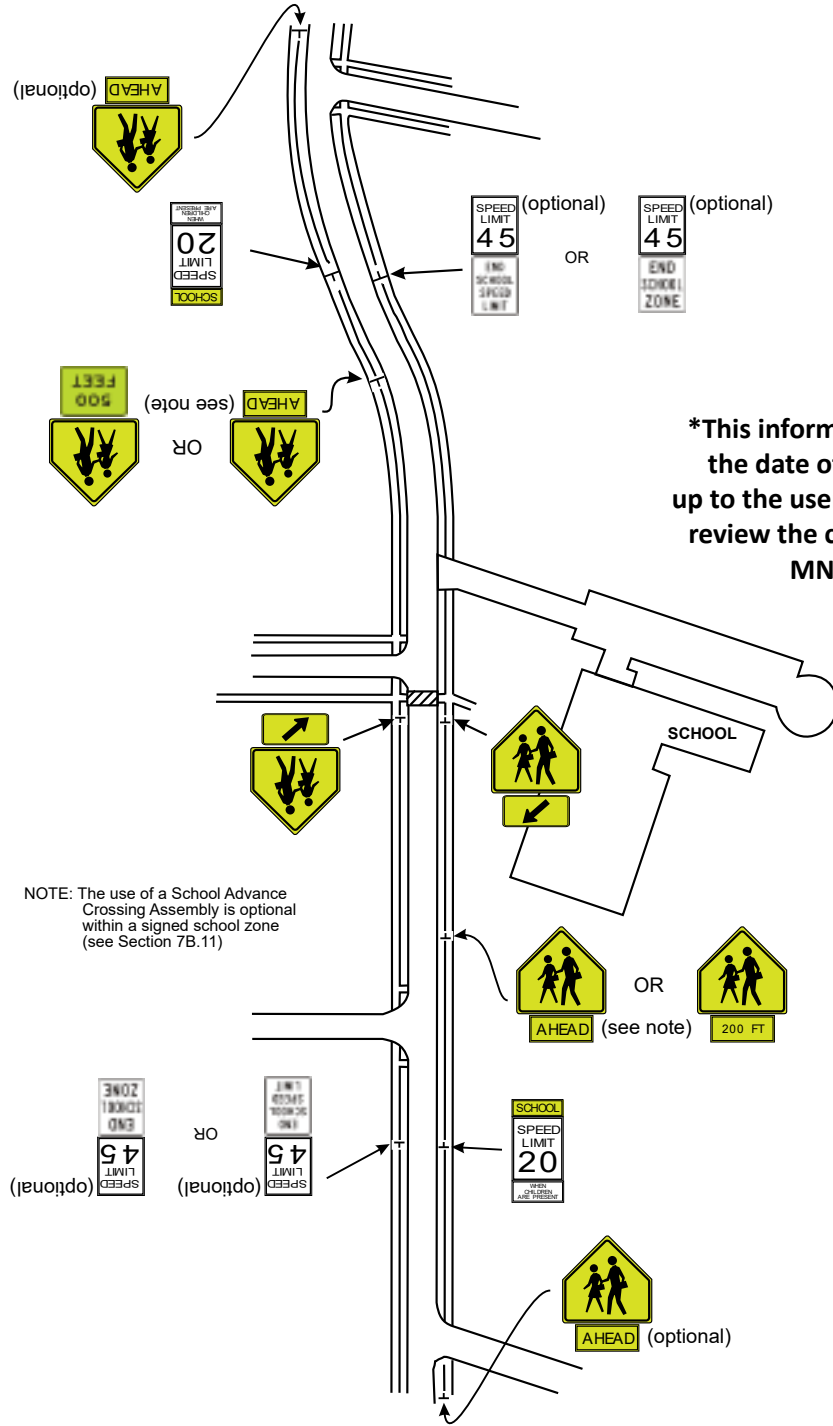 AHEAD (optional)
SCHOOL
SPEED
LIMIT
20
WHEN
CHILDREN
ARE PRESENT
SPEED
LIMIT
45
(optional)
END
SCHOOL
SPEED
LIMIT
OR
SPEED
LIMIT
45
(optional)
END
SCHOOL
ZONE
500
FEET
OR
AHEAD (see note)
*This inform
the date of
up to the use
review the c
MN
SCHOOL
NOTE: The use of a School Advance
Crossing Assembly is optional
within a signed school zone
(see Section 7B.11)
AHEAD (see note)
OR
200 FT
SPEED
LIMIT
45
(optional)
END
SCHOOL
SPEED
LIMIT
OR
SPEED
LIMIT
45
(optional)
END
SCHOOL
ZONE
SCHOOL
SPEED
LIMIT
20
WHEN
CHILDREN
ARE PRESENT
AHEAD (optional)